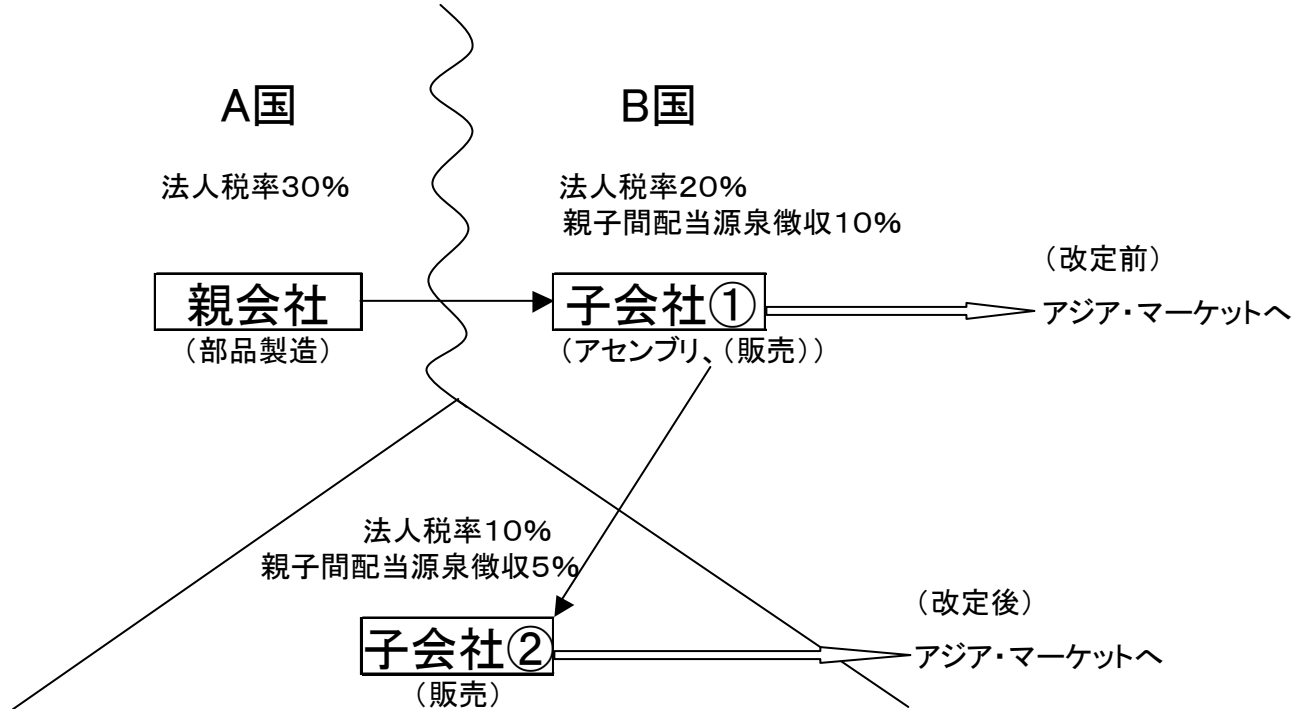 A国
法人税率30%
親会社
（部品製造）
B国
法人税率20%
親子間配当源泉徴収10%
子会社①
（アセンブリ、（販売））
（改定前）
アジア・マーケットへ
法人税率10%
親子間配当源泉徴収5%
子会社②
（販売）
（改定後）
アジア・マーケットへ